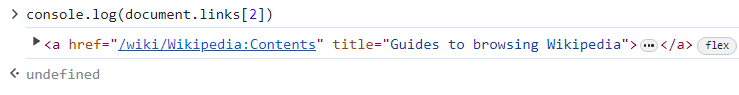 console.log(document.links[2])
<a href="/wiki/Wikipedia:Contents" title="Guides to browsing Wikipedia">…</a> flex
undefined